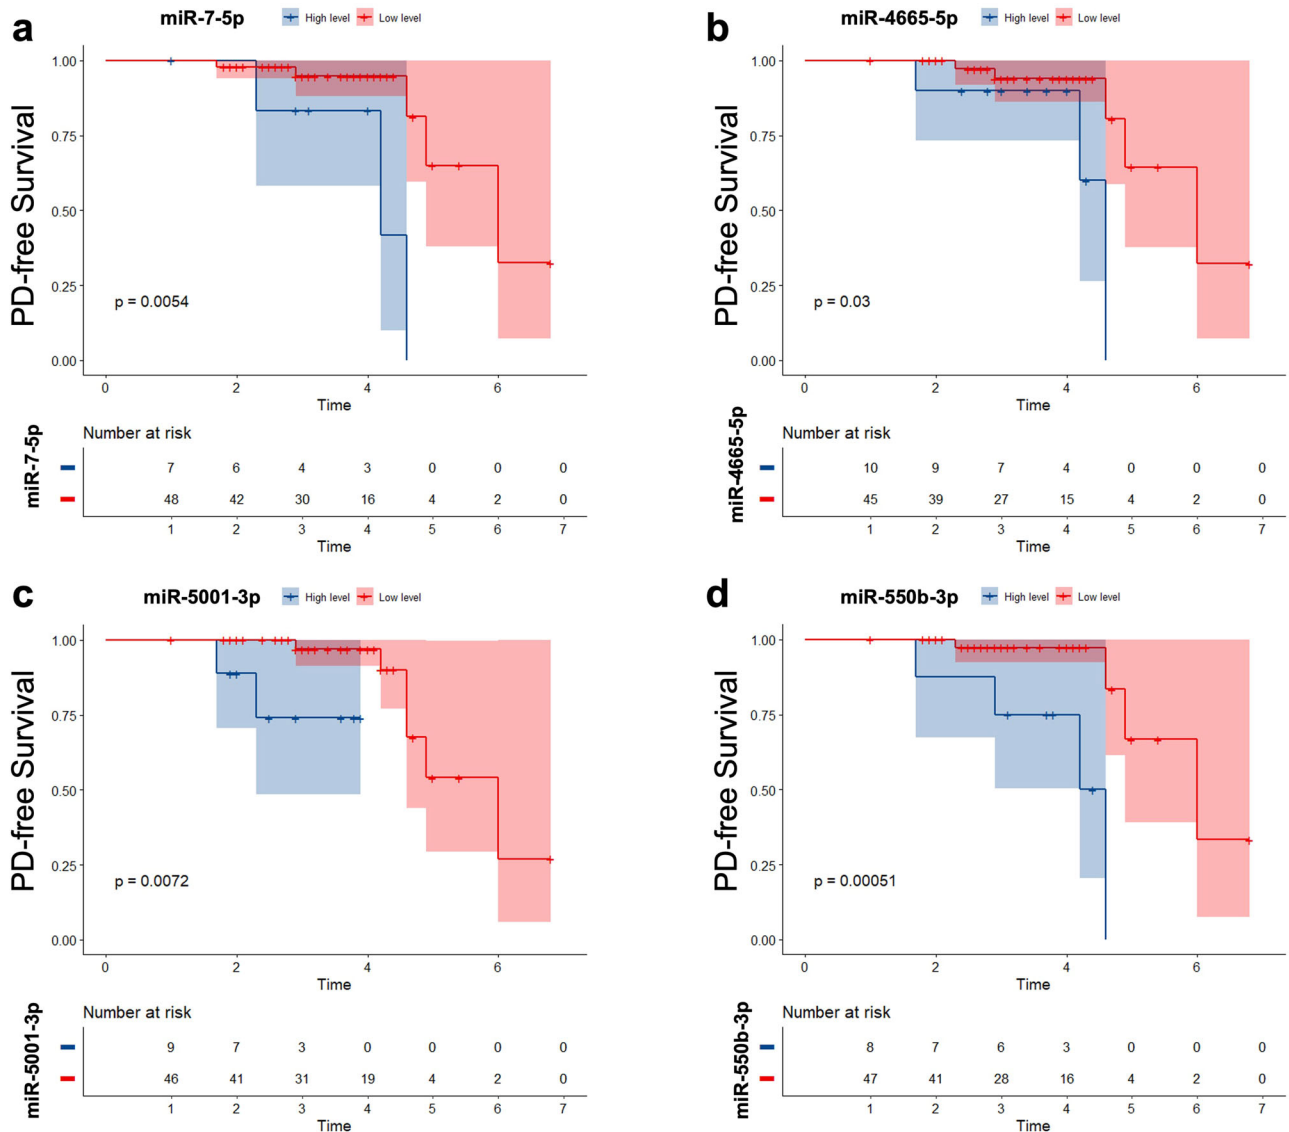 a
miR-7-5p
High level
Low level
PD-free Survival
1.00
0.75
0.50
0.25
0.00
p = 0.0054
0 2 4 6
Time
Number at risk
miR-7-5p
7 6 4 3 0 0 0
48 42 30 16 4 2 0
1 2 3 4 5 6 7
Time
b
miR-4665-5p
High level
Low level
PD-free Survival
1.00
0.75
0.50
0.25
0.00
p = 0.03
0 2 4 6
Time
Number at risk
miR-4665-5p
10 9 7 4 0 0 0
45 39 27 15 4 2 0
1 2 3 4 5 6 7
Time
c
miR-5001-3p
High level
Low level
PD-free Survival
1.00
0.75
0.50
0.25
0.00
p = 0.0072
0 2 4 6
Time
Number at risk
miR-5001-3p
9 7 3 0 0 0 0
46 41 31 19 4 2 0
1 2 3 4 5 6 7
Time
d
miR-550b-3p
High level
Low level
PD-free Survival
1.00
0.75
0.50
0.25
0.00
p = 0.00051
0 2 4 6
Time
Number at risk
miR-550b-3p
8 7 6 3 0 0 0
47 41 28 16 4 2 0
1 2 3 4 5 6 7
Time